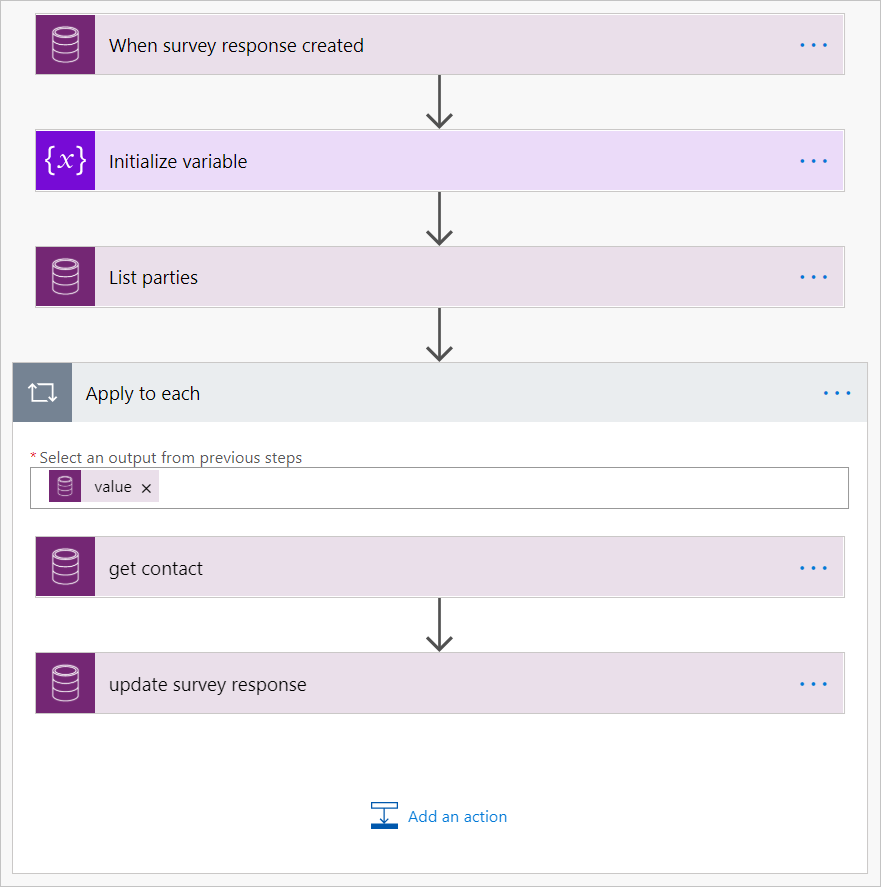 When survey response created
{x} Initialize variable
List parties
Apply to each
*Select an output from previous steps
value ×
get contact
update survey response
Add an action